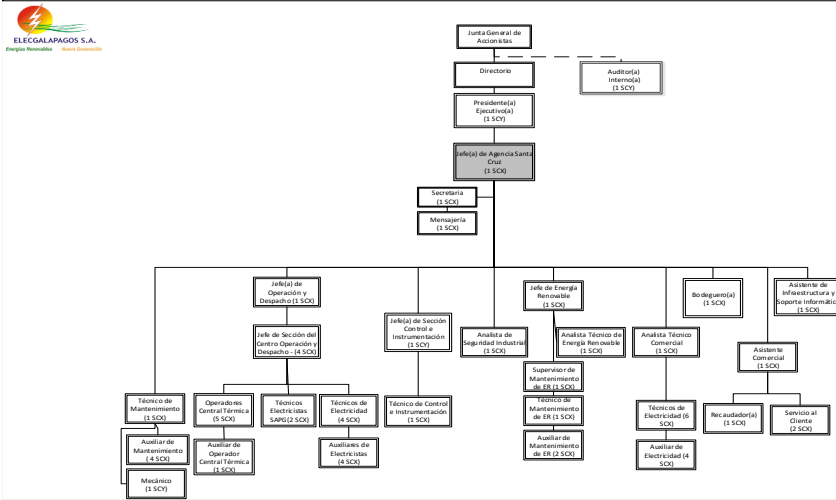 ELECGALAPAGOS S.A.
Energías Renovables Nueva Generación
Junta General de
Accionistas
Directorio
Auditor(a)
Interno(a)
(1 SCY)
Presidente(a)
Ejecutivo(a)
(1 SCY)
Jefe(a) de Agencia Santa
Cruz
(1 SCX)
Secretaria
(1 SCX)
Mensajería
(1 SCX)
Jefe(a) de
Operación y
Despacho (1 SCX)
Jefe de Energía
Renovable
(1 SCX)
Bodeguero(a)
(1 SCX)
Asistente de
Infraestructura y
Soporte Informátic
(1 SCX)
Jefe de Sección del
Centro Operación y
Despacho - (4 SCX)
Jefe(a) de Sección
Control e
Instrumentación
(1 SCY)
Analista de
Seguridad Industrial
(1 SCX)
Analista Técnico de
Energía Renovable
(1 SCX)
Analista Técnico
Comercial
(1 SCX)
Asistente
Comercial
(1 SCX)
Supervisor de
Mantenimiento
de ER (1 SCX)
Técnico de
Mantenimiento
(1 SCX)
Operadores
Central Térmica
(5 SCX)
Técnicos
Electricistas
SAPG(2 SCX)
Técnicos de
Electricidad
(4 SCX)
Técnico de Control
e Instrumentación
(1 SCX)
Técnico de
Mantenimiento
de ER (1 SCX)
Técnicos de
Electricidad (6
SCX)
Recaudador(a)
(1 SCX)
Servicio al
Cliente
(2 SCX)
Auxiliar de
Mantenimiento
( 4 SCX)
Auxiliar de
Operador
Central Térmica
(1 SCX)
Auxiliares de
Electricistas
(4 SCX)
Auxiliar de
Mantenimiento
de ER (2 SCX)
Auxiliar de
Electricidad (4
SCX)
Mecánico
(1 SCY)